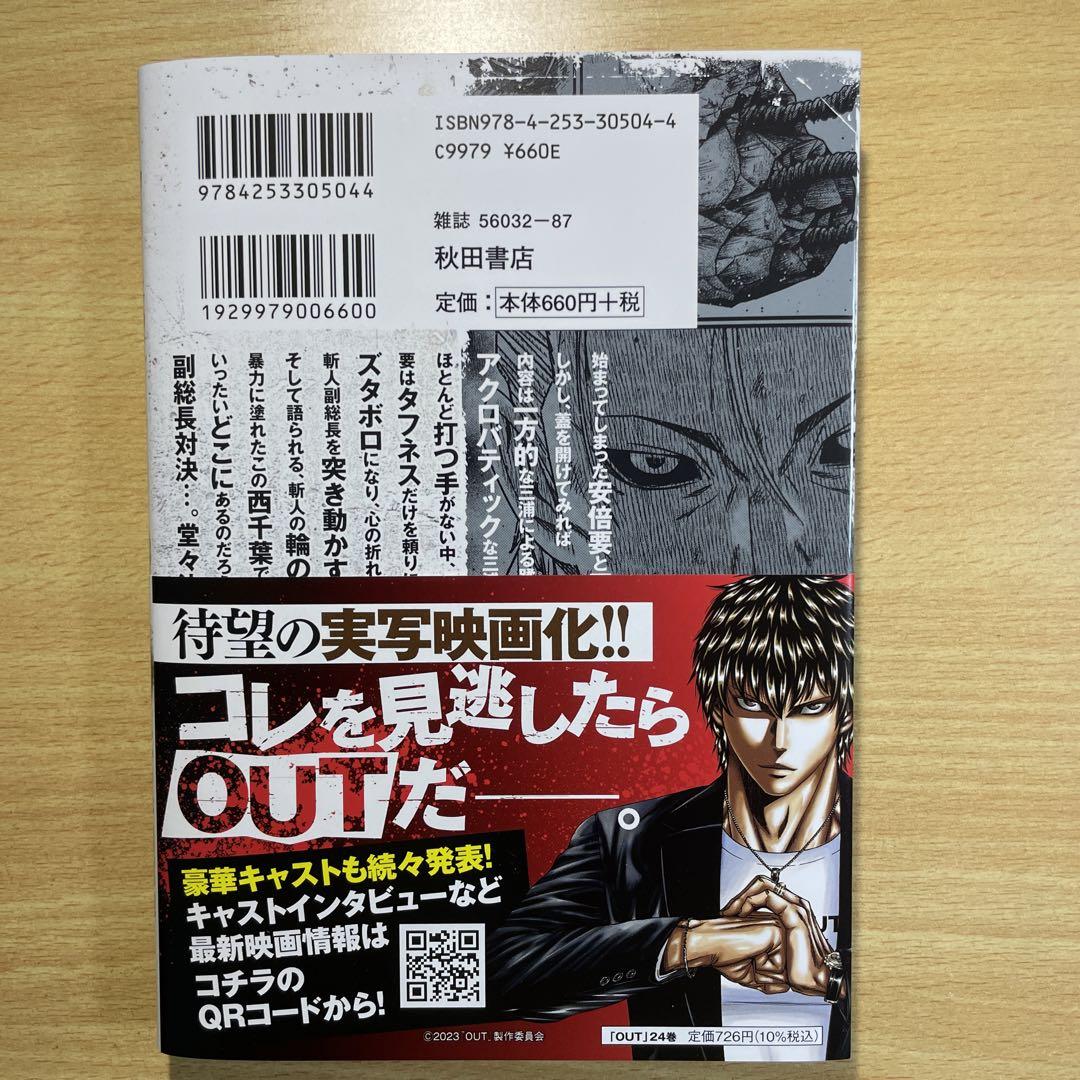 ISBN978-4-253-30504-4
C9979 ¥660E
9784253305044
雑誌 56032-87
秋田書店
1929979006600
定価：本体660円+税
始まってしまった安倍要と
しかし、蓋を開けてみれば
内容は一方的な三浦による
アクロバティックな三
ほとんど打つ手がない中、
要はタフネスだけを頼りに
ズタボロになり、心の折れ
斬人副総長を突き動かす
そして語られる、斬人の輪の
暴力に塗れたこの西千葉で
いったいどこにあるのだろ
副総長対決…。堂々
待望の実写映画化!!
コレを見逃したら
OUTだ――。
豪華キャストも続々発表!
キャストインタビューなど
最新映画情報は
コチラの
QRコードから!
©2023「OUT」製作委員会
「OUT」24巻 定価726円(10%税込)